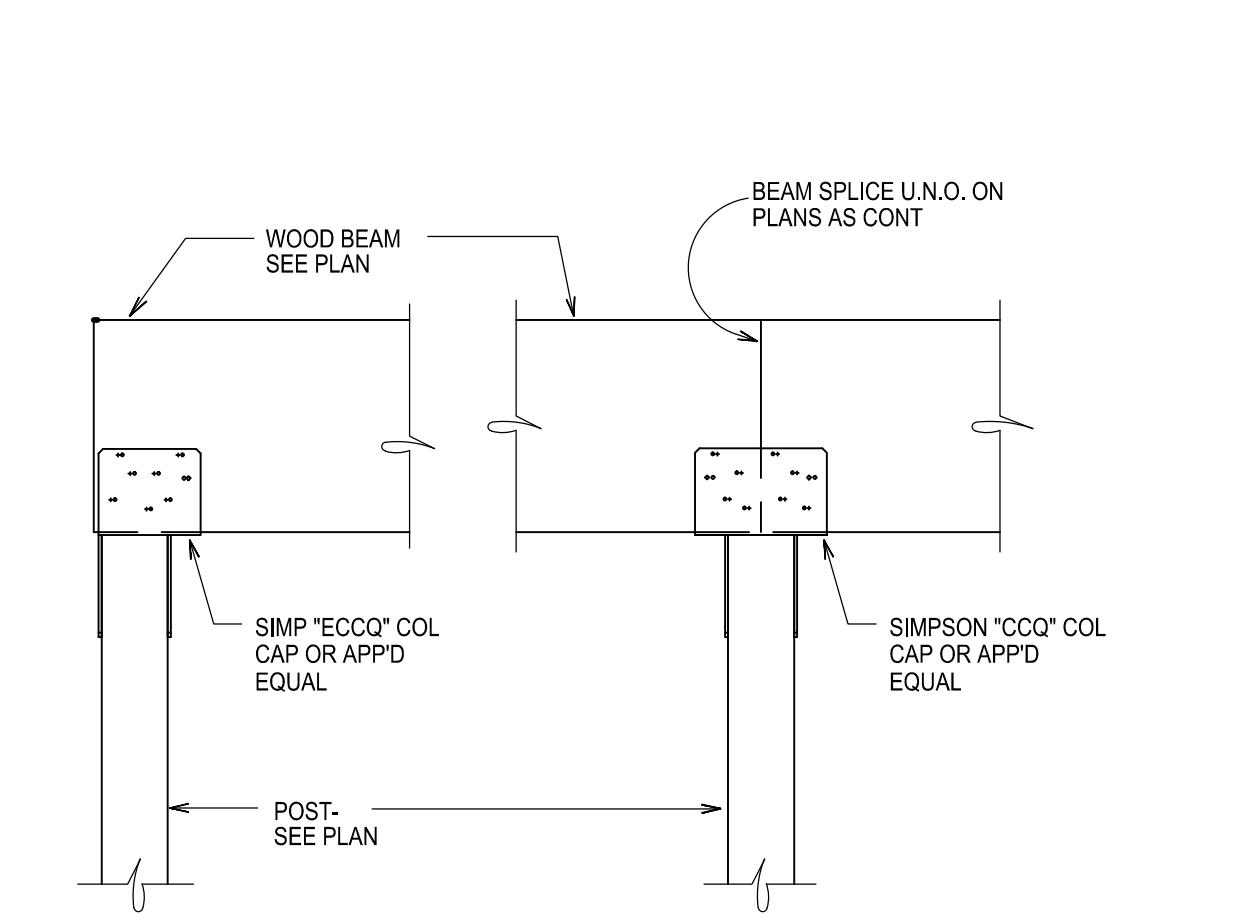 BEAM SPLICE U.N.O. ON
PLANS AS CONT
WOOD BEAM
SEE PLAN
SIMP "ECCQ" COL
CAP OR APP'D
EQUAL
SIMPSON "CCQ" COL
CAP OR APP'D
EQUAL
POST-
SEE PLAN